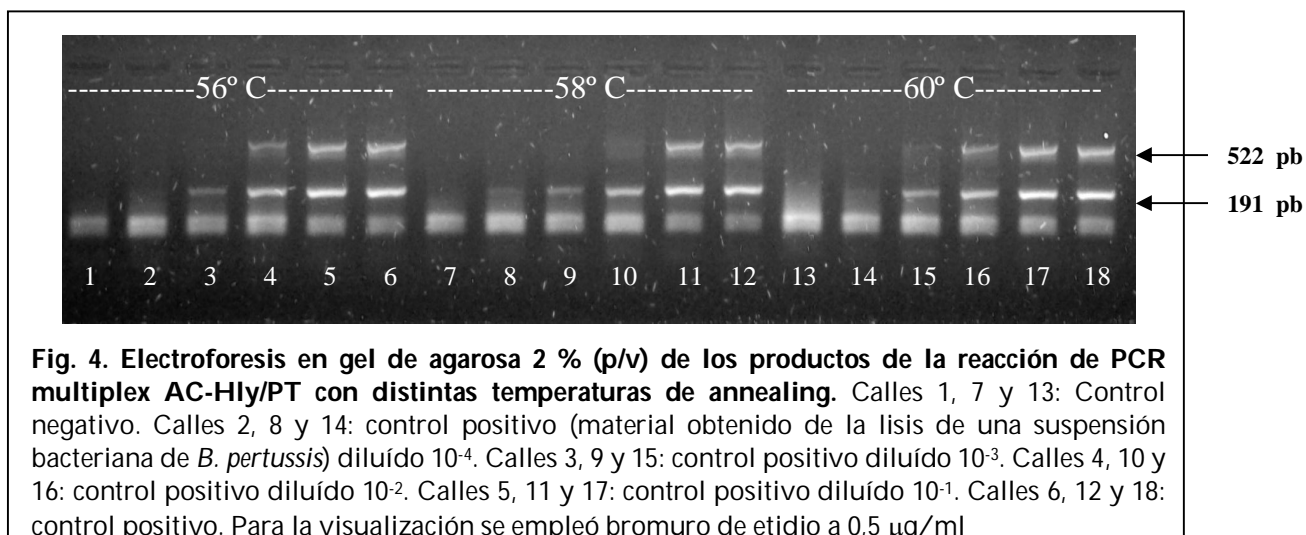 -----------56º C----------- -----------58º C----------- ----------60º C-----------
522 pb
191 pb
1 2 3 4 5 6 7 8 9 10 11 12 13 14 15 16 17 18
Fig. 4. Electroforesis en gel de agarosa 2 % (p/v) de los productos de la reacción de PCR
multiplex AC-Hly/PT con distintas temperaturas de annealing. Calles 1, 7 y 13: Control
negativo. Calles 2, 8 y 14: control positivo (material obtenido de la lisis de una suspensión
bacteriana de B. pertussis) diluído 10-4. Calles 3, 9 y 15: control positivo diluído 10-3. Calles 4, 10 y
16: control positivo diluído 10-2. Calles 5, 11 y 17: control positivo diluído 10-1. Calles 6, 12 y 18:
control positivo. Para la visualización se empleó bromuro de etidio a 0,5 µg/ml